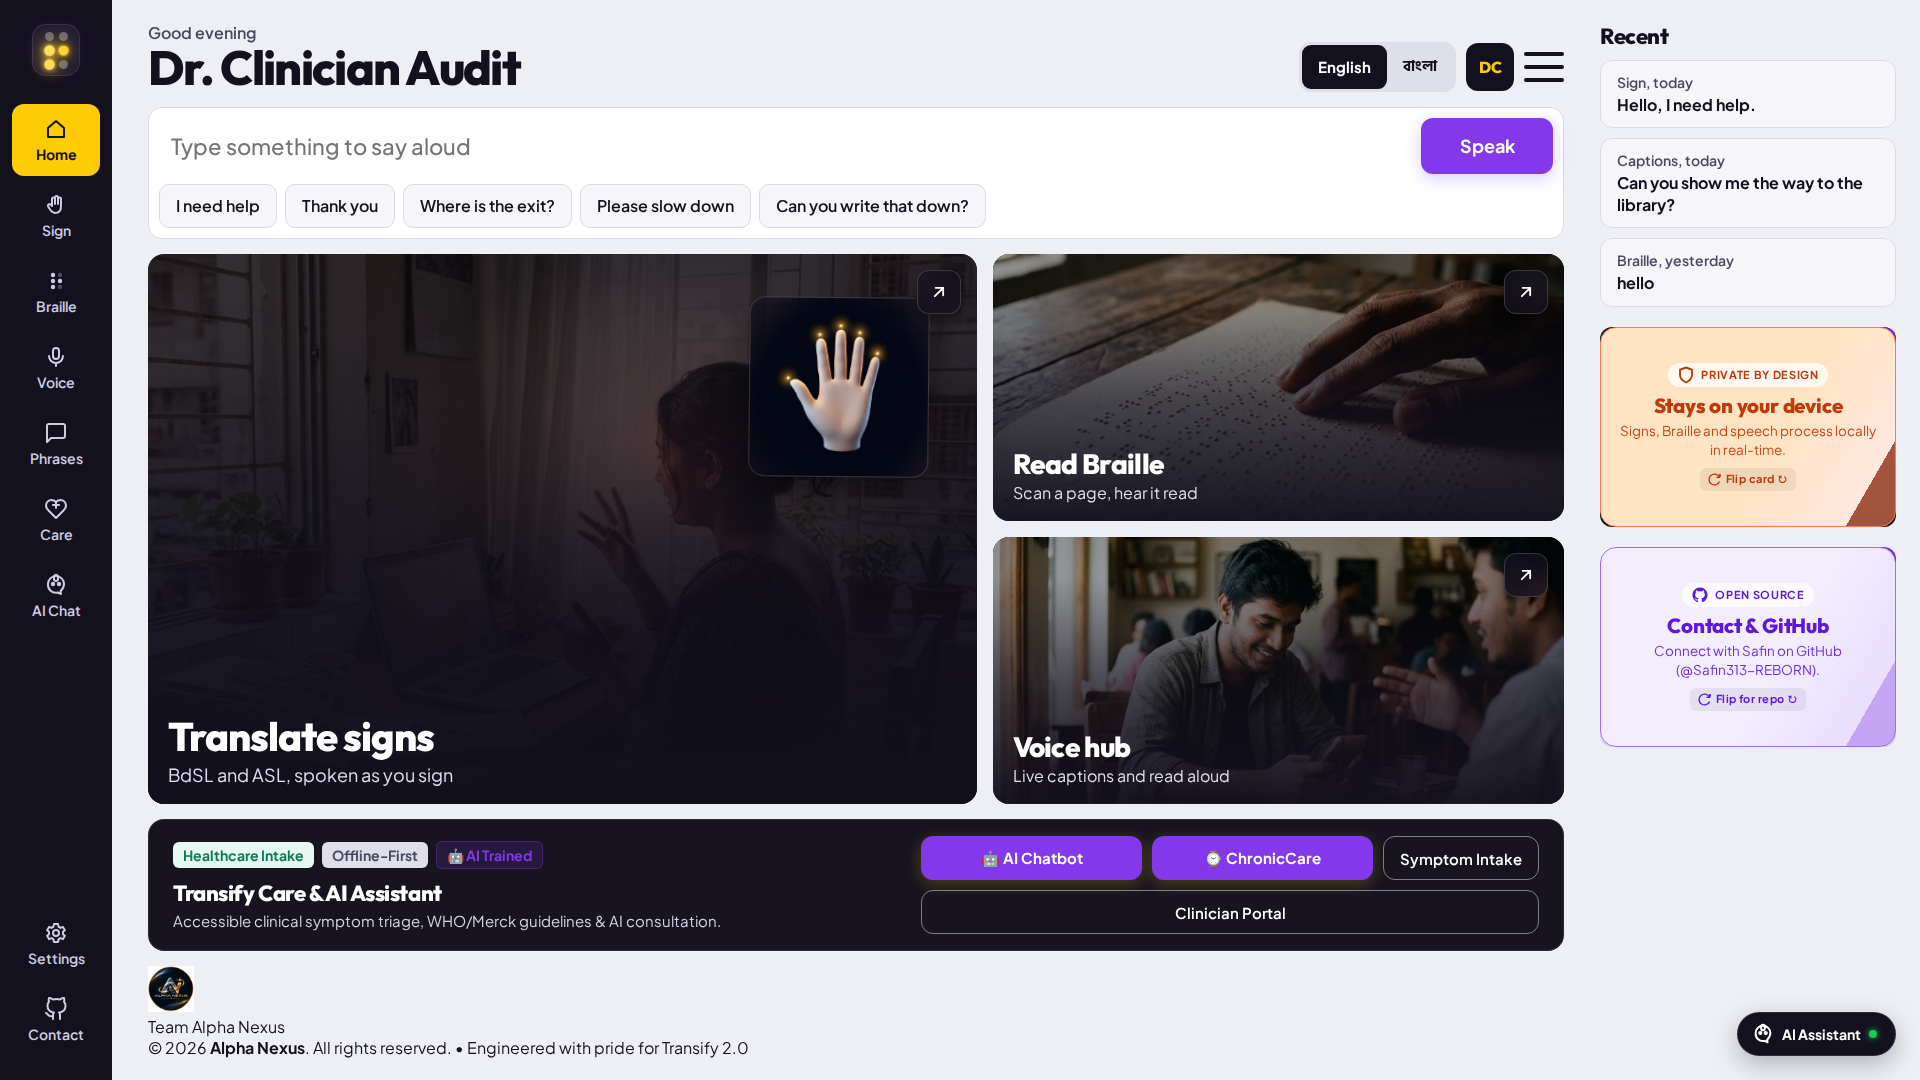 Home
Sign
Braille
Voice
Phrases
Care
AI Chat
Settings
Contact
Good evening
Dr. Clinician Audit
English
বাংলা
DC
Type something to say aloud
Speak
I need help
Thank you
Where is the exit?
Please slow down
Can you write that down?
Translate signs
BdSL and ASL, spoken as you sign
Read Braille
Scan a page, hear it read
Voice hub
Live captions and read aloud
Healthcare Intake
Offline-First
🤖 AI Trained
Transify Care & AI Assistant
Accessible clinical symptom triage, WHO/Merck guidelines & AI consultation.
🤖 AI Chatbot
⌚ ChronicCare
Symptom Intake
Clinician Portal
Team Alpha Nexus
© 2026 Alpha Nexus. All rights reserved. • Engineered with pride for Transify 2.0
Recent
Sign, today
Hello, I need help.
Captions, today
Can you show me the way to the
library?
Braille, yesterday
hello
PRIVATE BY DESIGN
Stays on your device
Signs, Braille and speech process locally
in real-time.
Flip card ↻
OPEN SOURCE
Contact & GitHub
Connect with Safin on GitHub
(@Safin313-REBORN).
Flip for repo ↻
AI Assistant